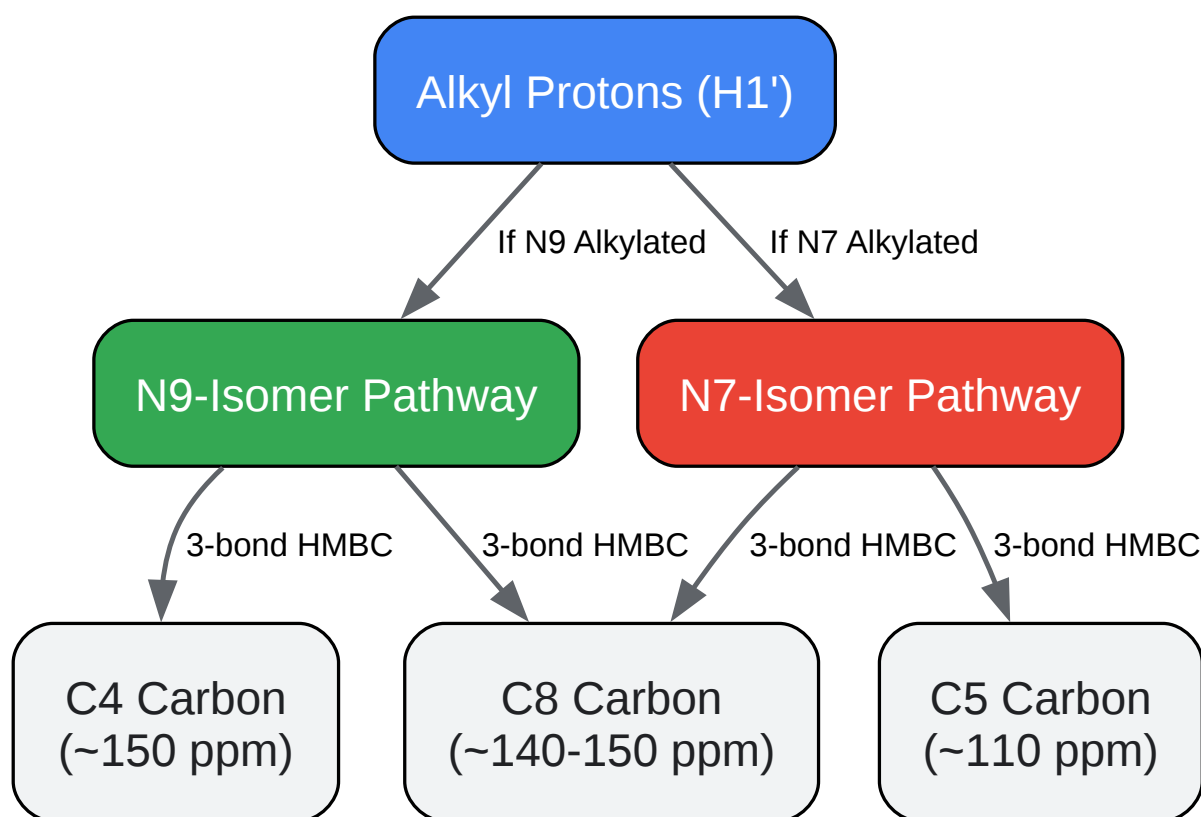 Alkyl Protons (H1')
If N9 Alkylated
If N7 Alkylated
N9-Isomer Pathway
N7-Isomer Pathway
3-bond HMBC
3-bond HMBC
3-bond HMBC
3-bond HMBC
C4 Carbon
(~150 ppm)
C8 Carbon
(~140-150 ppm)
C5 Carbon
(~110 ppm)